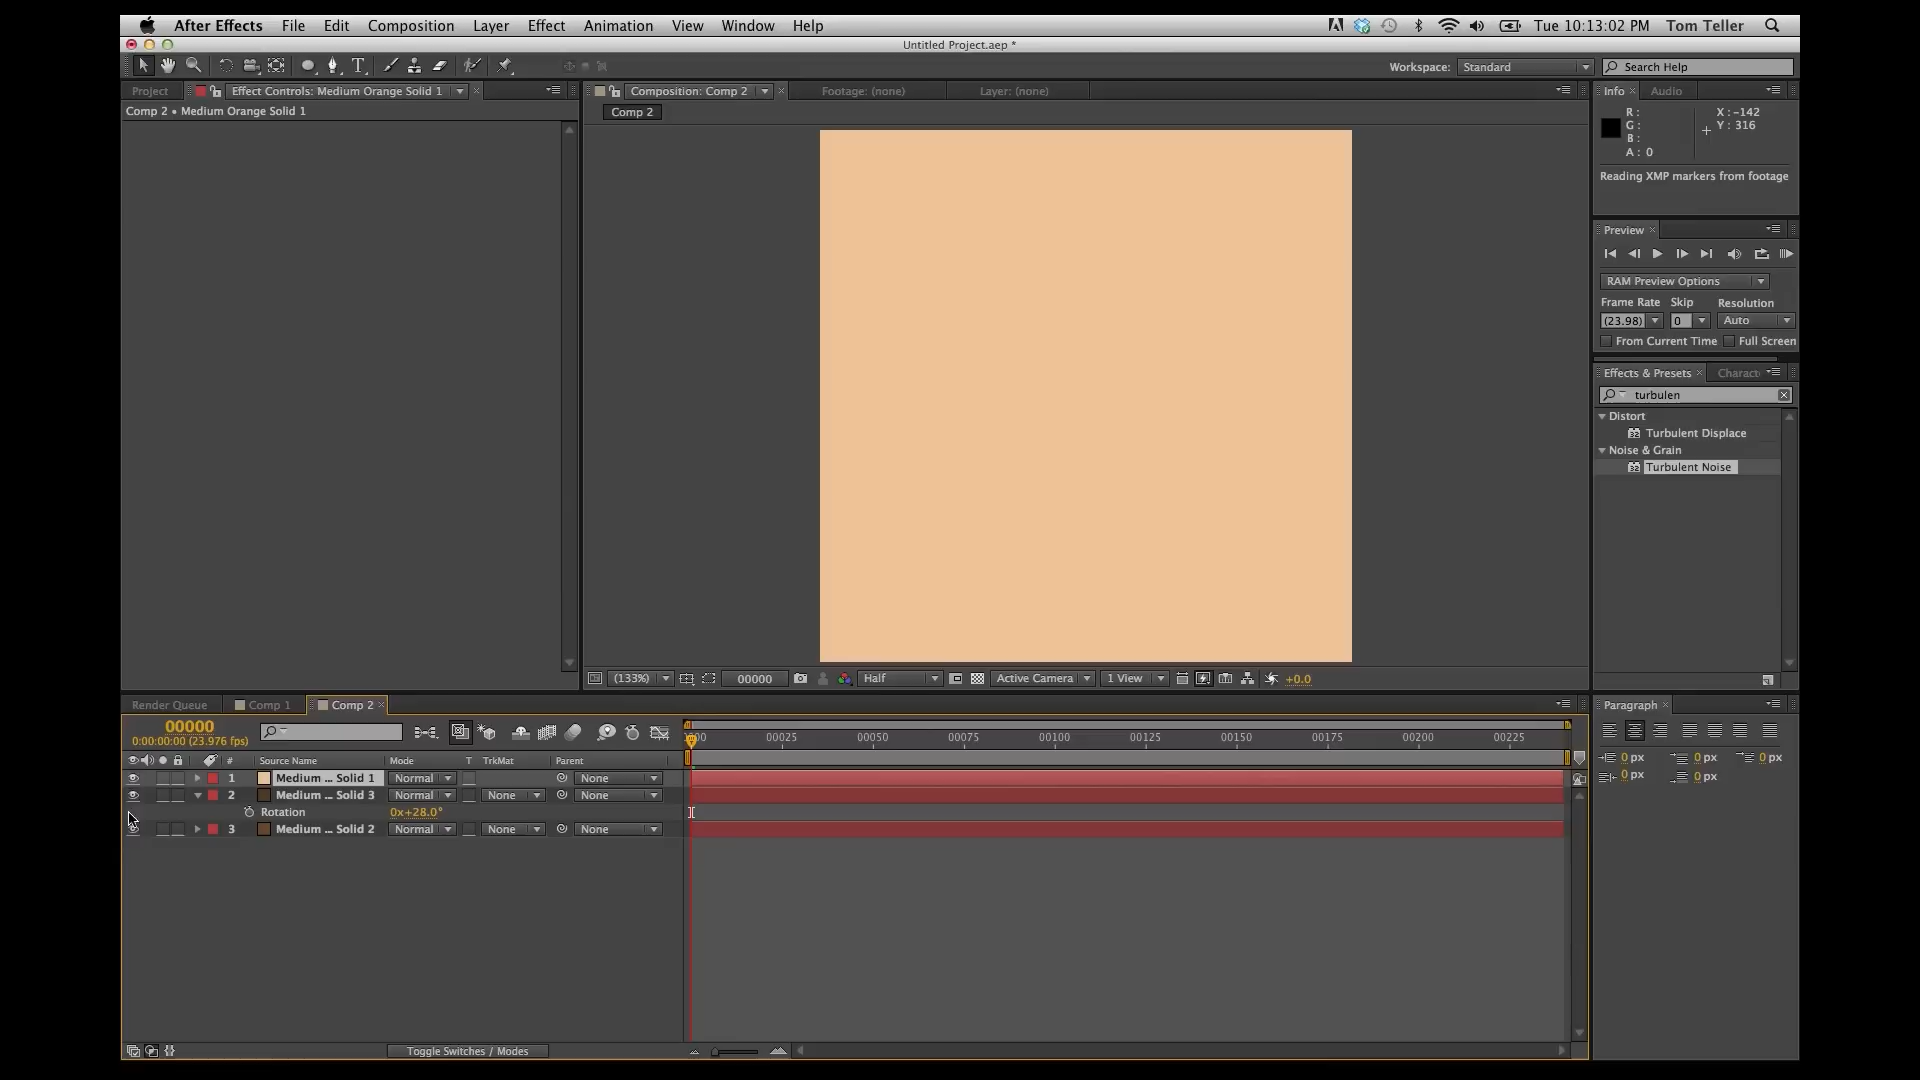 After Effects File Edit Composition Layer Effect Animation View Window Help Tue 10:13:02 PM Tom Teller
Untitled Project.aep *
Workspace: Standard Search Help
Project Effect Controls: Medium Orange Solid 1 Composition: Comp 2 Footage: (none) Layer: (none) Info Audio
Comp 2 • Medium Orange Solid 1
Comp 2
R :
G :
B :
A : 0
X : -142
Y : 316
Reading XMP markers from footage
Preview
RAM Preview Options
Frame Rate Skip Resolution
(23.98) 0 Auto
From Current Time Full Screen
Effects & Presets Charact
turbulen
Distort
Turbulent Displace
Noise & Grain
Turbulent Noise
(133%) 00000 Half Active Camera 1 View +0.0
Render Queue Comp 1 Comp 2
00000
0:00:00:00 (23.976 fps)
00025 00050 00075 00100 00125 00150 00175 00200 00225
# Source Name Mode T TrkMat Parent
1 Medium ... Solid 1 Normal None
2 Medium ... Solid 3 Normal None None
Rotation 0x+28.0°
3 Medium ... Solid 2 Normal None None
Toggle Switches / Modes
Paragraph
0 px 0 px 0 px
0 px 0 px